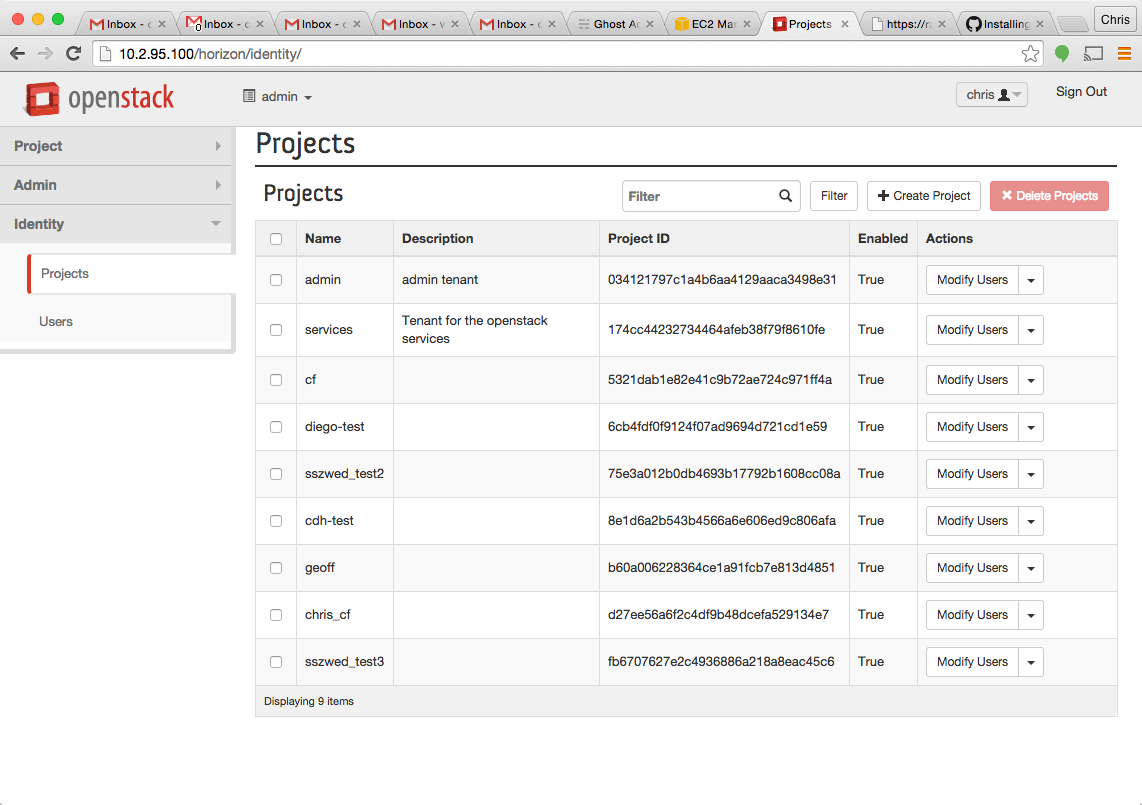 Inbox - c
Inbox - c
0
Inbox - c
Inbox - v
Inbox - c
Ghost Ac
EC2 Mar
Projects
https://ra
Installing
Chris
10.2.95.100/horizon/identity/
openstack
admin
chris
Sign Out
Project
Admin
Identity
Projects
Users
Projects
Projects
Filter
Filter
Create Project
Delete Projects
Name Description Project ID Enabled Actions
admin admin tenant 034121797c1a4b6aa4129aaca3498e31 True Modify Users
services Tenant for the openstack services 174cc44232734464afeb38f79f8610fe True Modify Users
cf 5321dab1e82e41c9b72ae724c971ff4a True Modify Users
diego-test 6cb4fdf0f9124f07ad9694d721cd1e59 True Modify Users
sszwed_test2 75e3a012b0db4693b17792b1608cc08a True Modify Users
cdh-test 8e1d6a2b543b4566a6e606ed9c806afa True Modify Users
geoff b60a006228364ce1a91fcb7e813d4851 True Modify Users
chris_cf d27ee56a6f2c4df9b48dcefa529134e7 True Modify Users
sszwed_test3 fb6707627e2c4936886a218a8eac45c6 True Modify Users
Displaying 9 items